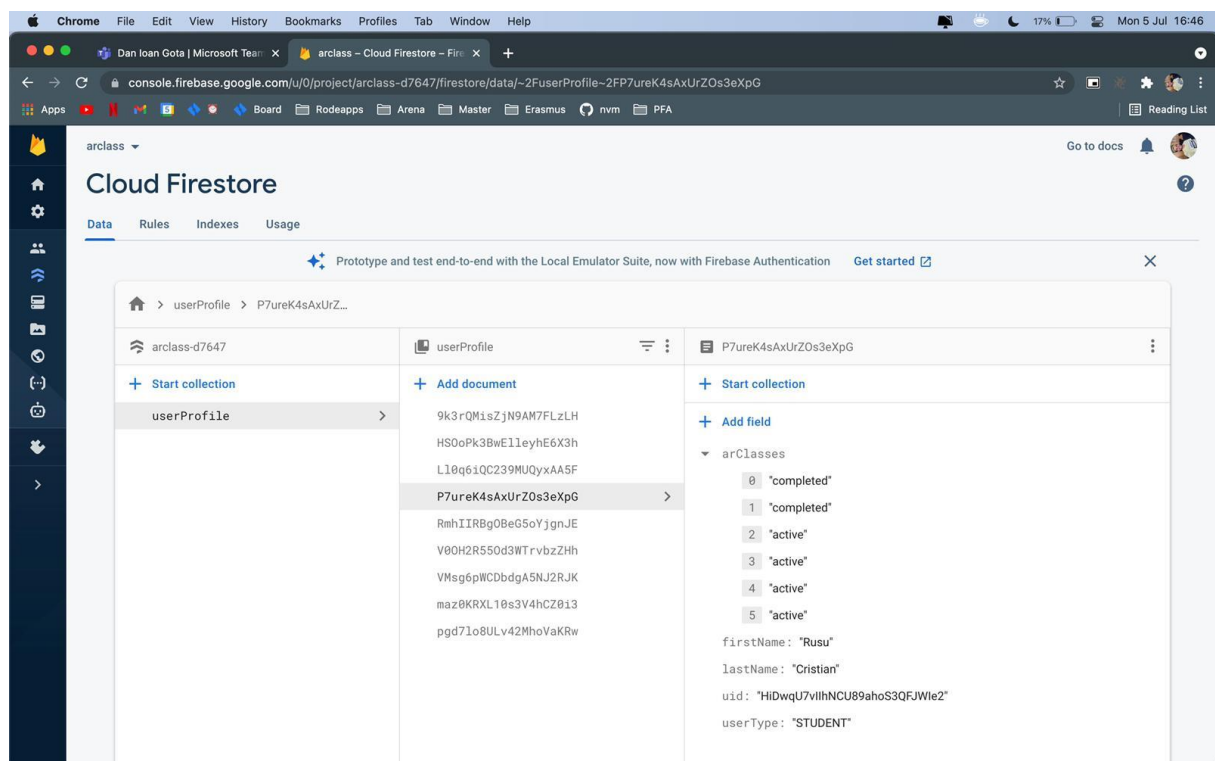 Chrome File Edit View History Bookmarks Profiles Tab Window Help 17% Mon 5 Jul 16:46
Dan Ioan Gota | Microsoft Team arclass – Cloud Firestore – Fire
console.firebase.google.com/u/0/project/arclass-d7647/firestore/data/~2FuserProfile~2FP7ureK4sAxUrZOs3eXpG
Apps Board Rodeapps Arena Master Erasmus nvm PFA Reading List
arclass Go to docs
Cloud Firestore
Data Rules Indexes Usage
Prototype and test end-to-end with the Local Emulator Suite, now with Firebase Authentication Get started
userProfile > P7ureK4sAxUrZ...
arclass-d7647 userProfile P7ureK4sAxUrZOs3eXpG
+ Start collection + Add document + Start collection
userProfile
9k3rQMisZjN9AM7FLzLH
HSOoPk3BwElleyhE6X3h
Ll0q6iQC239MUQyxAA5F
P7ureK4sAxUrZOs3eXpG
RmhIIRBgOBeG5oYjgnJE
V0OH2R55Od3WTrvbzZHh
VMsg6pWCDbdgA5NJ2RJK
maz0KRXL10s3V4hCZ0i3
pgd7lo8ULv42MhoVaKRw
+ Add field
arClasses
0 "completed"
1 "completed"
2 "active"
3 "active"
4 "active"
5 "active"
firstName: "Rusu"
lastName: "Cristian"
uid: "HiDwqU7vIlhNCU89ahoS3QFJWIe2"
userType: "STUDENT"